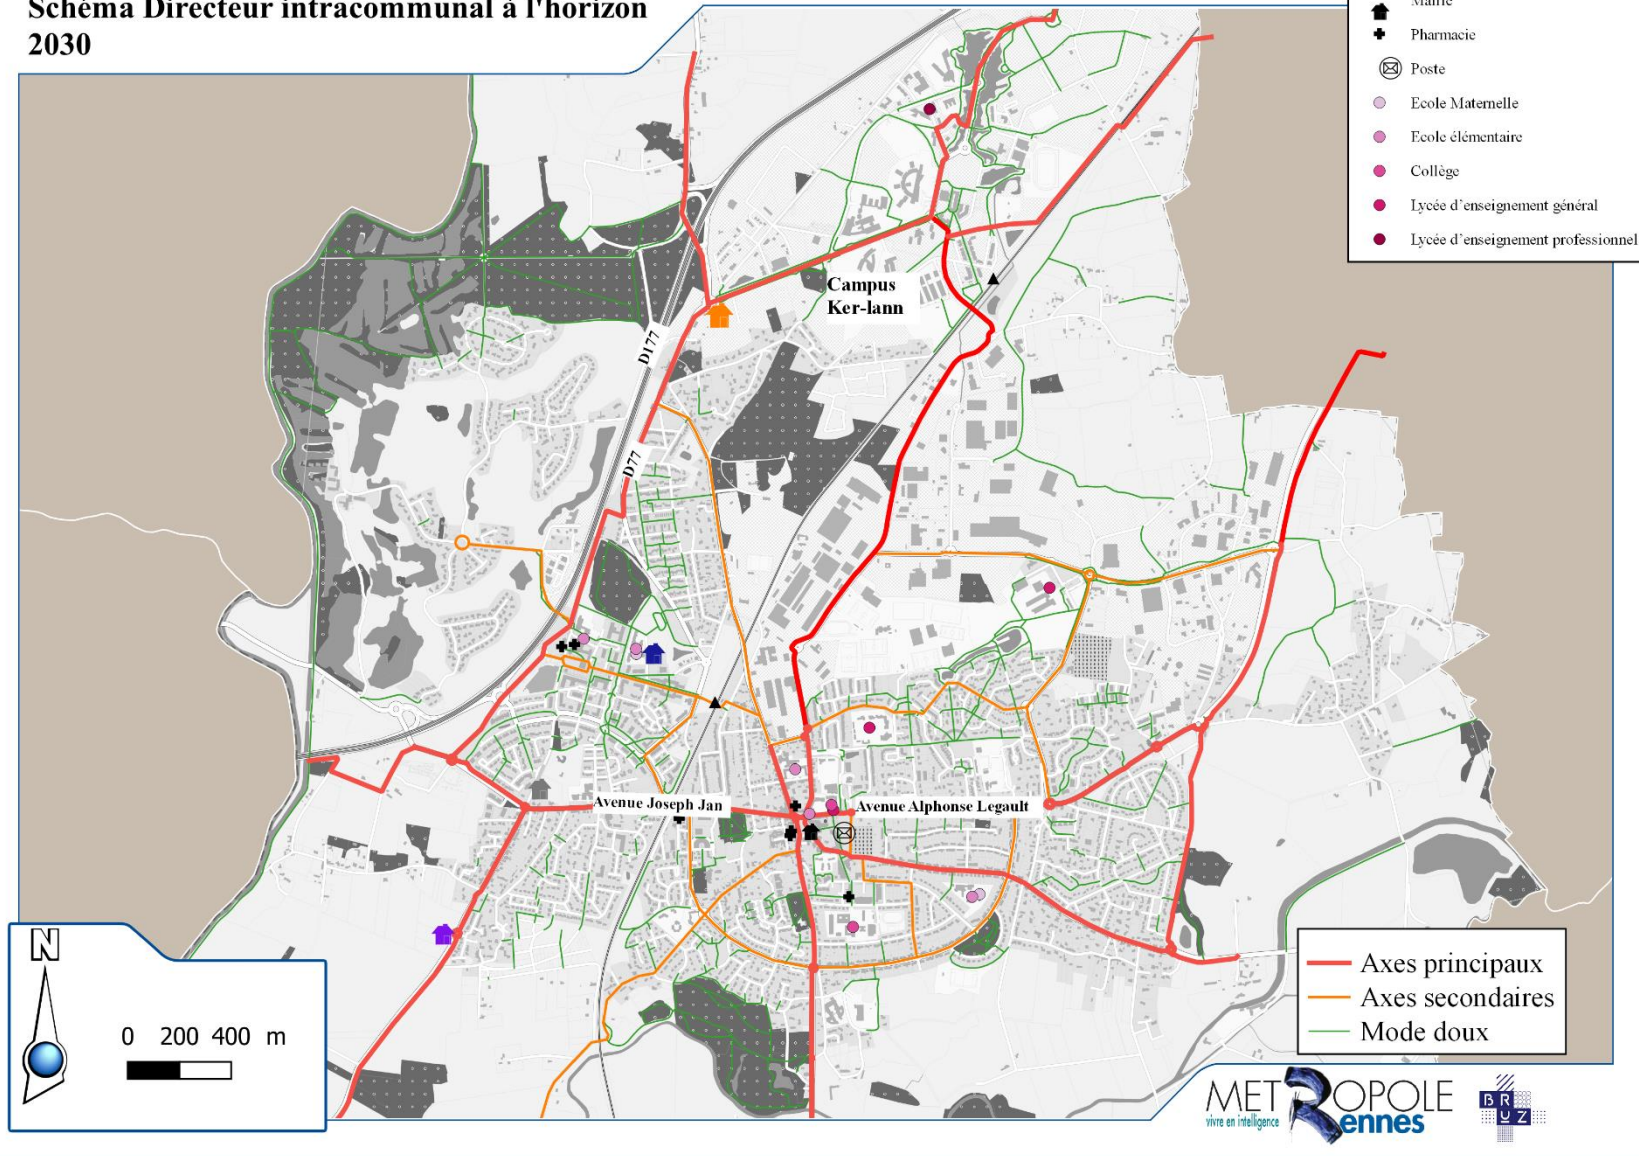 Schéma Directeur intracommunal à l'horizon
2030
Mairie
Pharmacie
Poste
Ecole Maternelle
Ecole élémentaire
Collège
Lycée d'enseignement général
Lycée d'enseignement professionnel
Campus
Ker-lann
D177
D77
Avenue Joseph Jan
Avenue Alphonse Legault
N
0 200 400 m
Axes principaux
Axes secondaires
Mode doux
METROPOLE
vivre en intelligence
Rennes
BRUZ